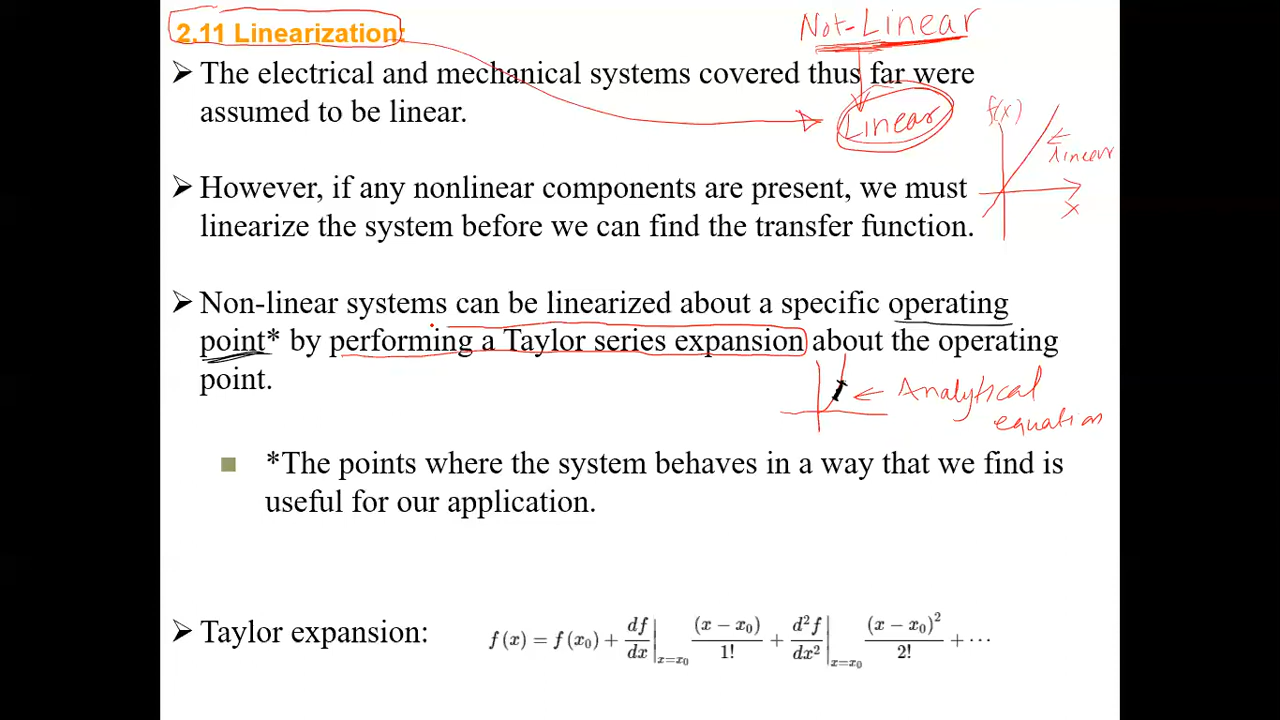 2.11 Linearization:
Not-Linear
➢ The electrical and mechanical systems covered thus far were
assumed to be linear.
Linear
f(x)
Linear
x
➢ However, if any nonlinear components are present, we must
linearize the system before we can find the transfer function.
➢ Non-linear systems can be linearized about a specific operating
point* by performing a Taylor series expansion about the operating
point.
Analytical
equation
*The points where the system behaves in a way that we find is
useful for our application.
➢ Taylor expansion: f(x) = f(x₀) + df/dx|ₓ₌ₓ₀ (x − x₀)/1! + d²f/dx²|ₓ₌ₓ₀ (x − x₀)²/2! + ⋯